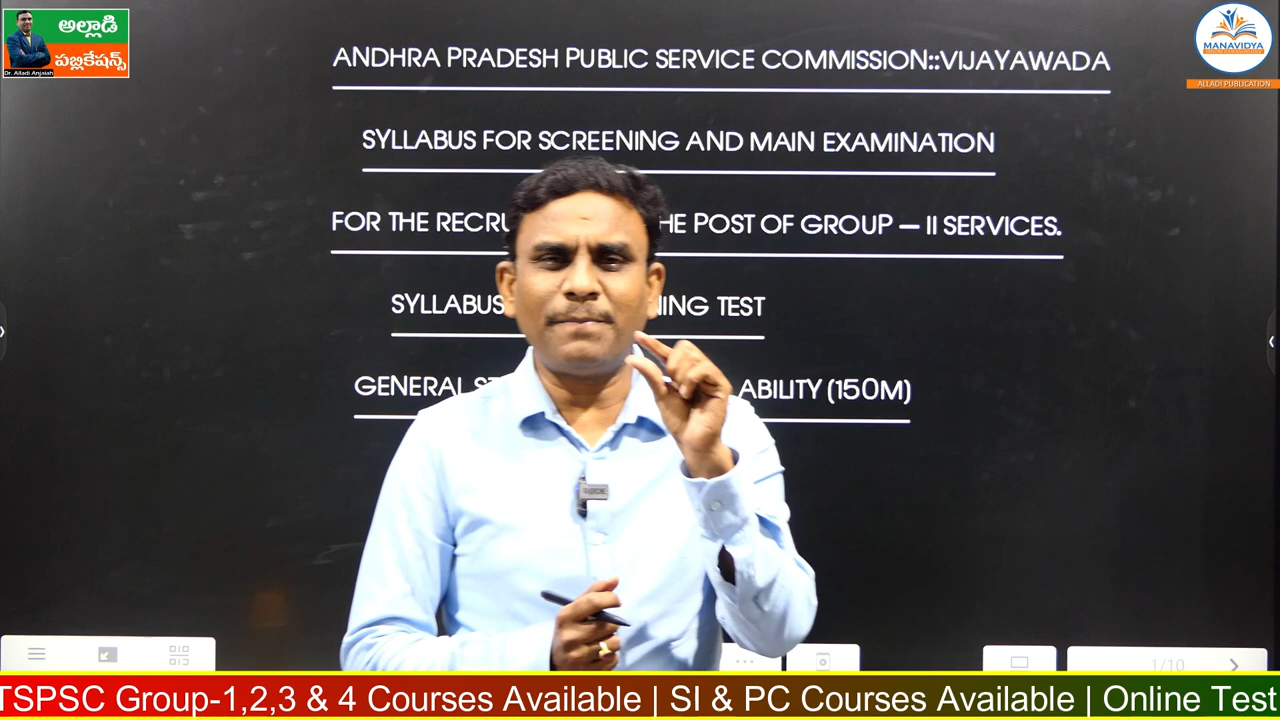 అల్లాడి
పబ్లికేషన్స్
Dr. Alladi Anjaiah
MANAVIDYA
ALLADI PUBLICATION
ANDHRA PRADESH PUBLIC SERVICE COMMISSION::VIJAYAWADA
SYLLABUS FOR SCREENING AND MAIN EXAMINATION
FOR THE RECRU HE POST OF GROUP — II SERVICES.
SYLLABUS NING TEST
GENERAL ST ABILITY (150M)
1/10
TSPSC Group-1,2,3 & 4 Courses Available | SI & PC Courses Available | Online Test